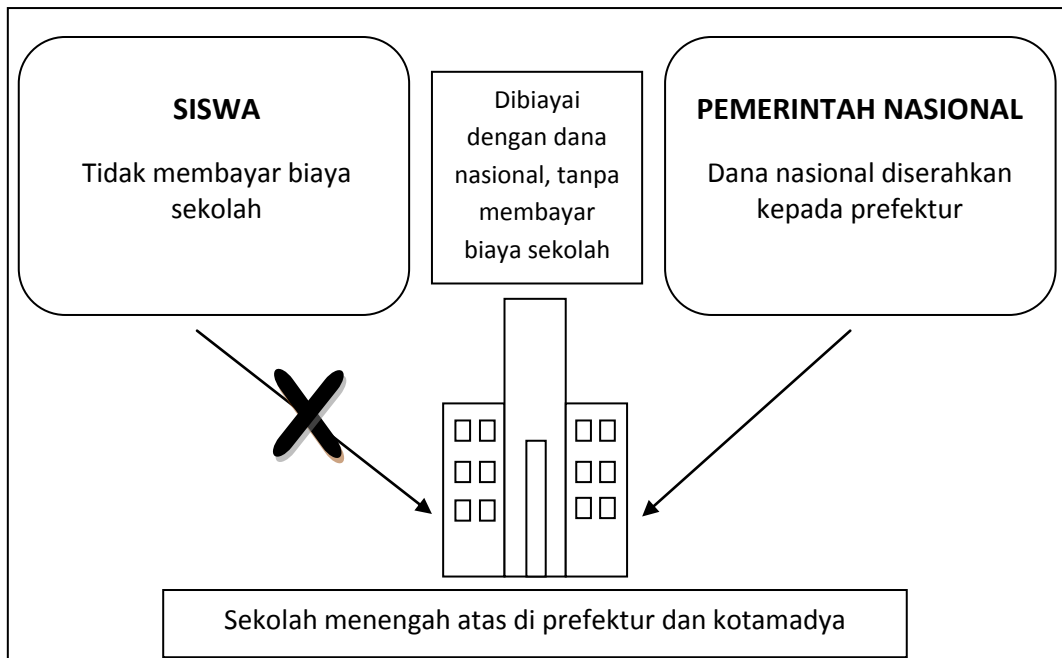 SISWA
Tidak membayar biaya
sekolah
Dibiayai
dengan dana
nasional, tanpa
membayar
biaya sekolah
PEMERINTAH NASIONAL
Dana nasional diserahkan
kepada prefektur
Sekolah menengah atas di prefektur dan kotamadya